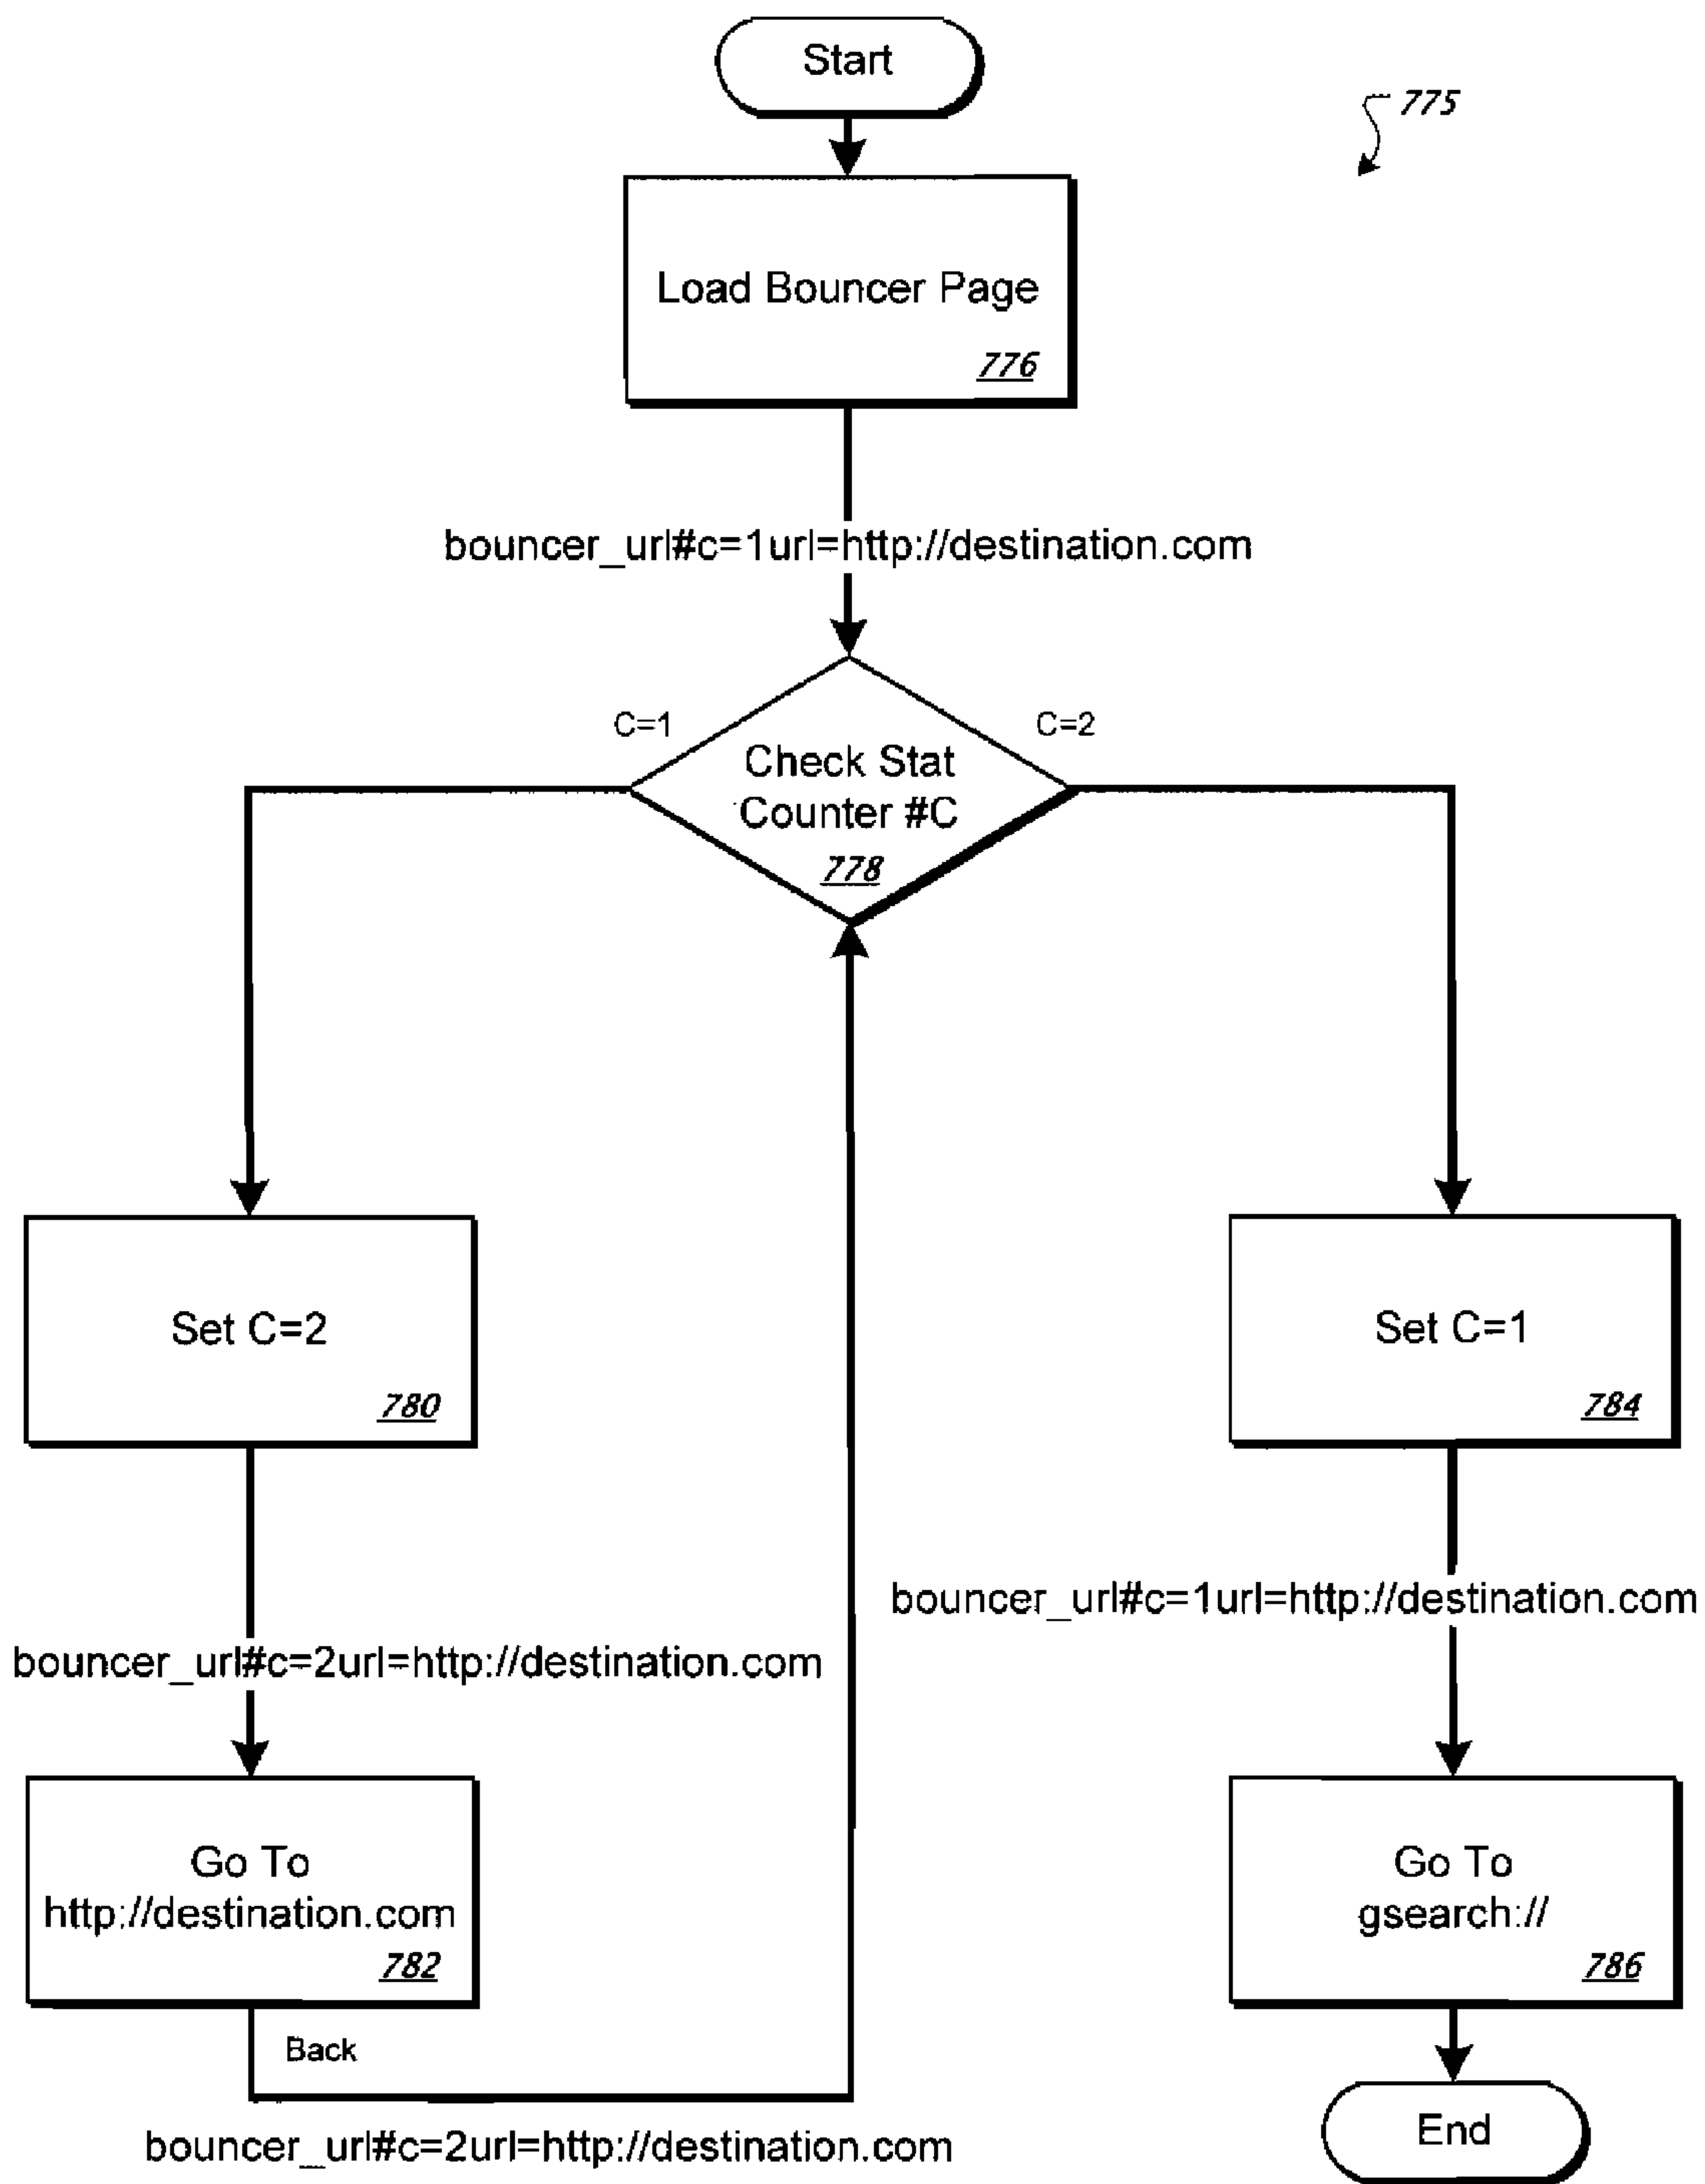 Start
775
Load Bouncer Page
776
bouncer_url#c=1url=http://destination.com
C=1
C=2
Check Stat
Counter #C
778
Set C=2
780
Set C=1
784
bouncer_url#c=1url=http://destination.com
bouncer_url#c=2url=http://destination.com
Go To
http://destination.com
782
Go To
gsearch://
786
Back
bouncer_url#c=2url=http://destination.com
End